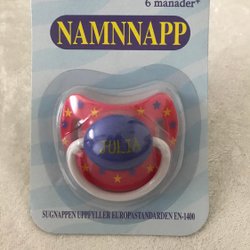 6 månader+
NAMNNAPP
JULIA
SUGNAPPEN UPPFYLLER EUROPASTANDARDEN EN-1400